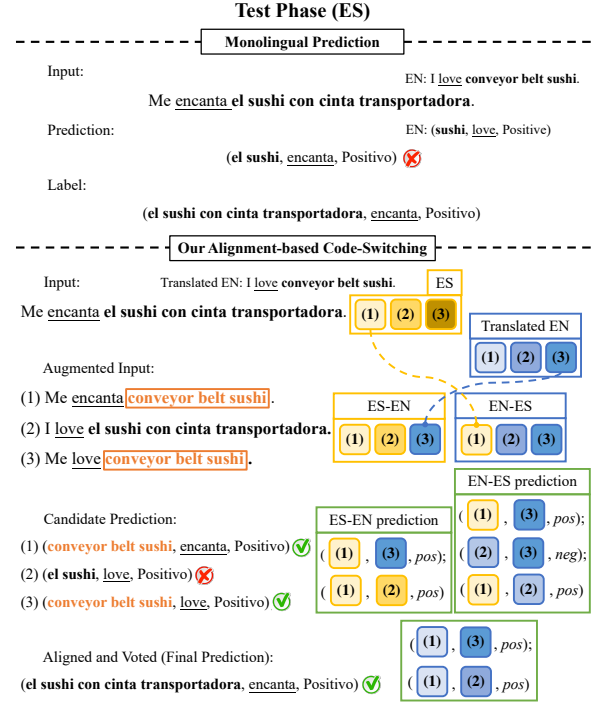 Test Phase (ES)
Monolingual Prediction
Input:
EN: I love conveyor belt sushi.
Me encanta el sushi con cinta transportadora.
Prediction:
EN: (sushi, love, Positive)
(el sushi, encanta, Positivo)
Label:
(el sushi con cinta transportadora, encanta, Positivo)
Our Alignment-based Code-Switching
Input:
Translated EN: I love conveyor belt sushi.
Me encanta el sushi con cinta transportadora.
ES
(1) (2) (3)
Translated EN
(1) (2) (3)
Augmented Input:
(1) Me encanta conveyor belt sushi.
(2) I love el sushi con cinta transportadora.
(3) Me love conveyor belt sushi.
ES-EN
(1) (2) (3)
EN-ES
(1) (2) (3)
Candidate Prediction:
(1) (conveyor belt sushi, encanta, Positivo)
(2) (el sushi, love, Positivo)
(3) (conveyor belt sushi, love, Positivo)
ES-EN prediction
( (1) , (3) , pos);
( (1) , (2) , pos)
EN-ES prediction
( (1) , (3) , pos);
( (2) , (3) , neg);
( (1) , (2) , pos)
Aligned and Voted (Final Prediction):
(el sushi con cinta transportadora, encanta, Positivo)
( (1) , (3) , pos);
( (1) , (2) , pos)